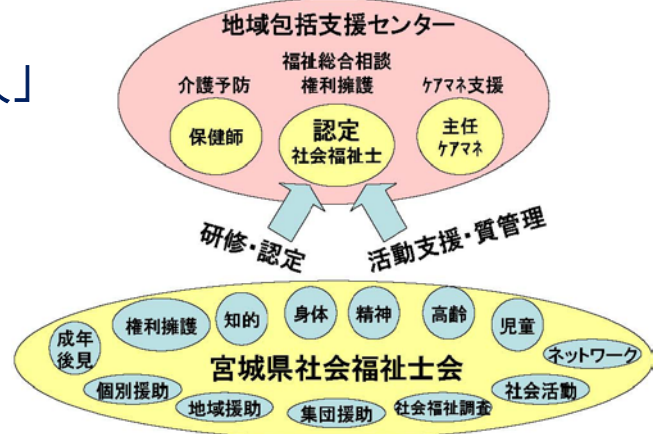 地域包括支援センター
人」
福祉総合相談
介護予防
権利擁護
ケアマネ支援
保健師
認定
社会福祉士
主任
ケアマネ
研修・認定
活動支援・質管理
成年
後見
権利擁護
知的
身体
精神
高齢
児童
ネットワーク
宮城県社会福祉士会
個別援助
地域援助
集団援助
社会福祉調査
社会活動